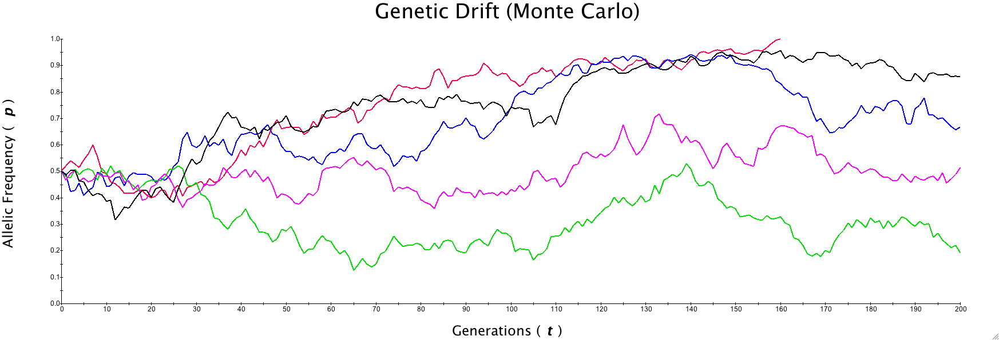 Genetic Drift (Monte Carlo)
Allelic Frequency ( p )
1.0
0.9
0.8
0.7
0.6
0.5
0.4
0.3
0.2
0.1
0.0
0 10 20 30 40 50 60 70 80 90 100 110 120 130 140 150 160 170 180 190 200
Generations ( t )